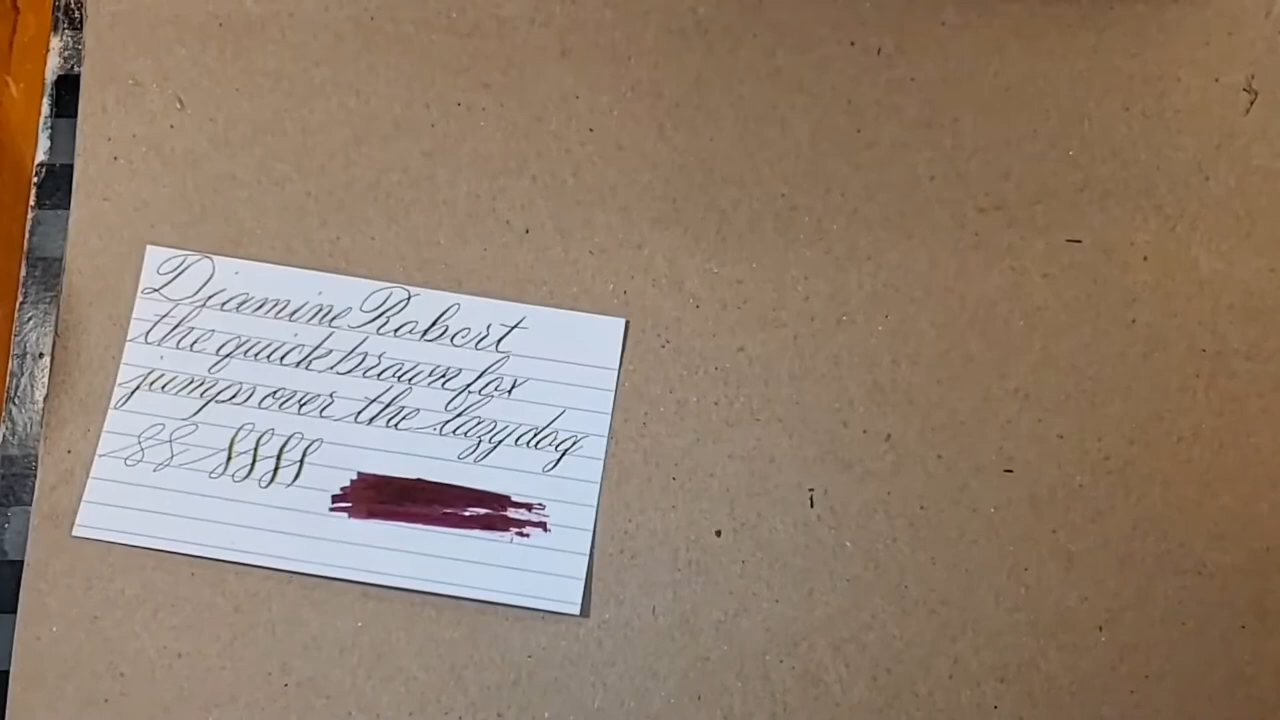 Diamine Robert
the quick brown fox
jumps over the lazy dog